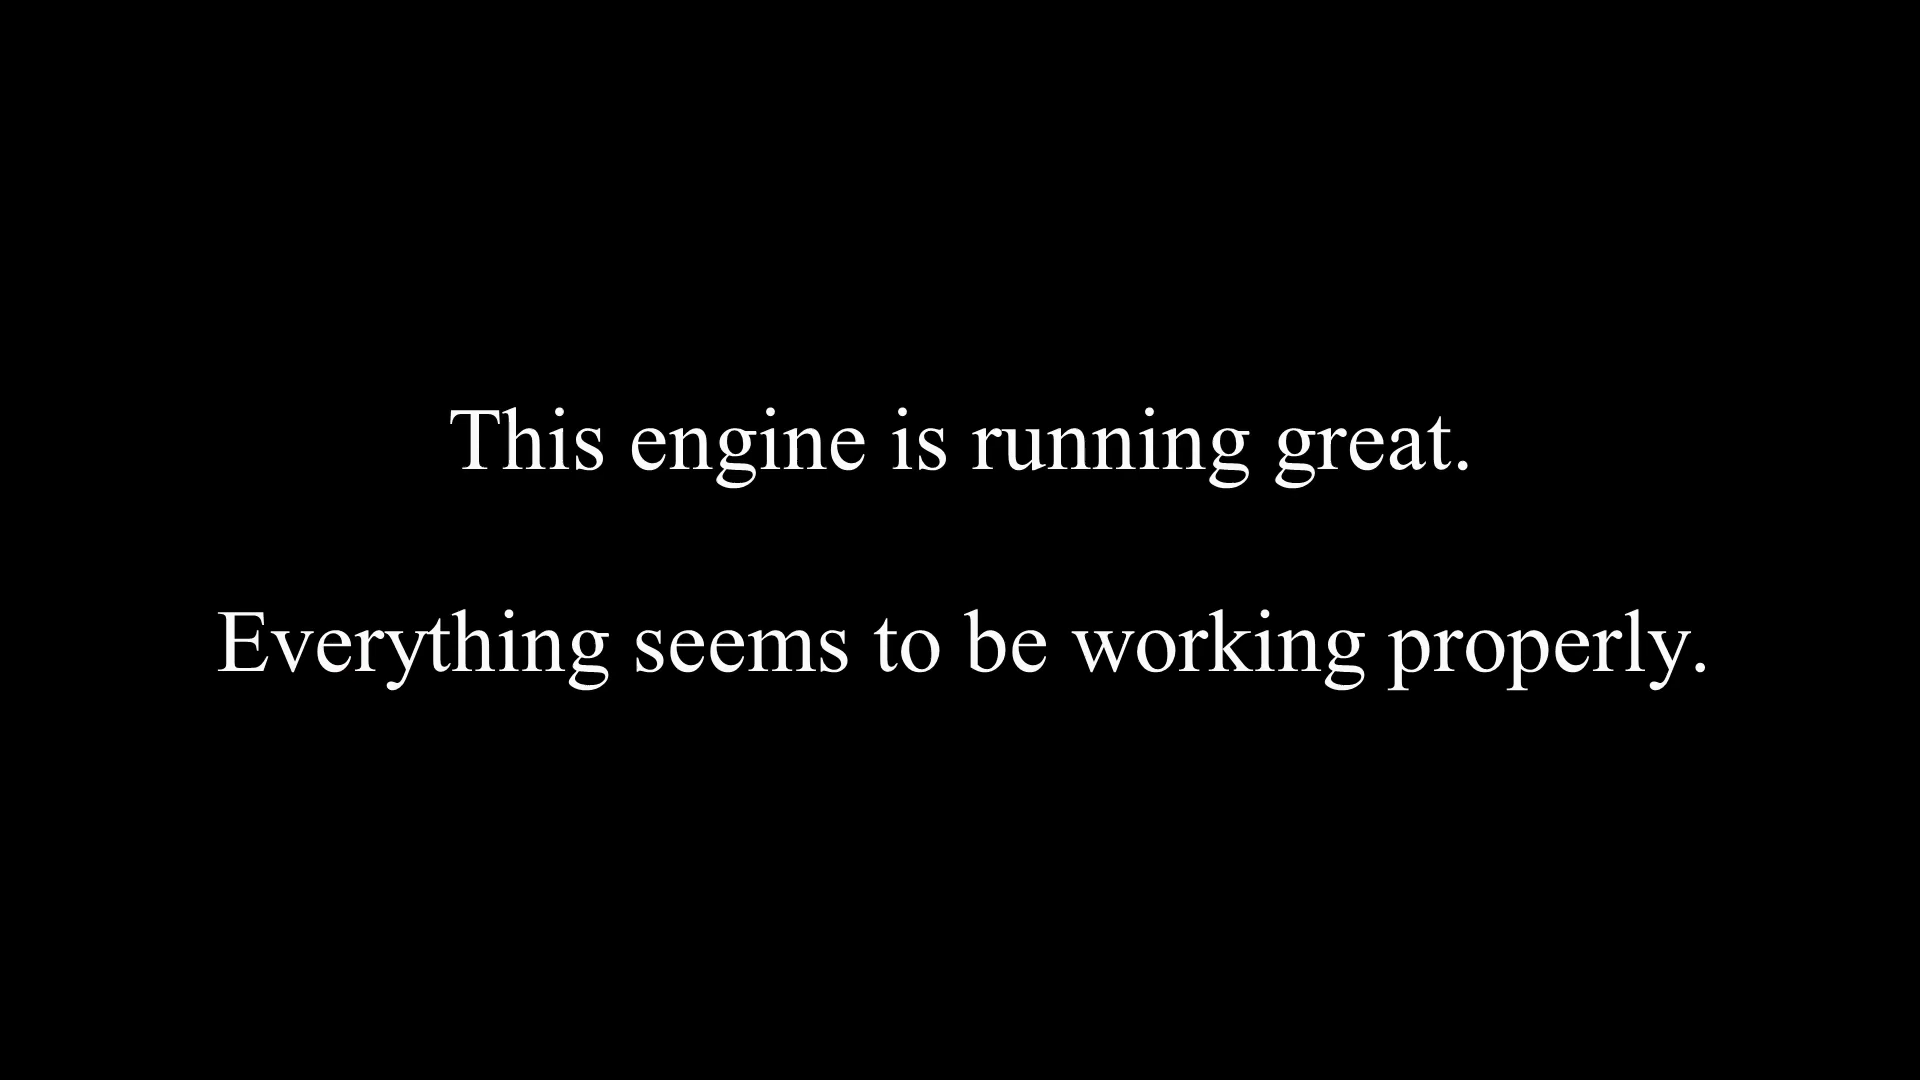 This engine is running great.
Everything seems to be working properly.